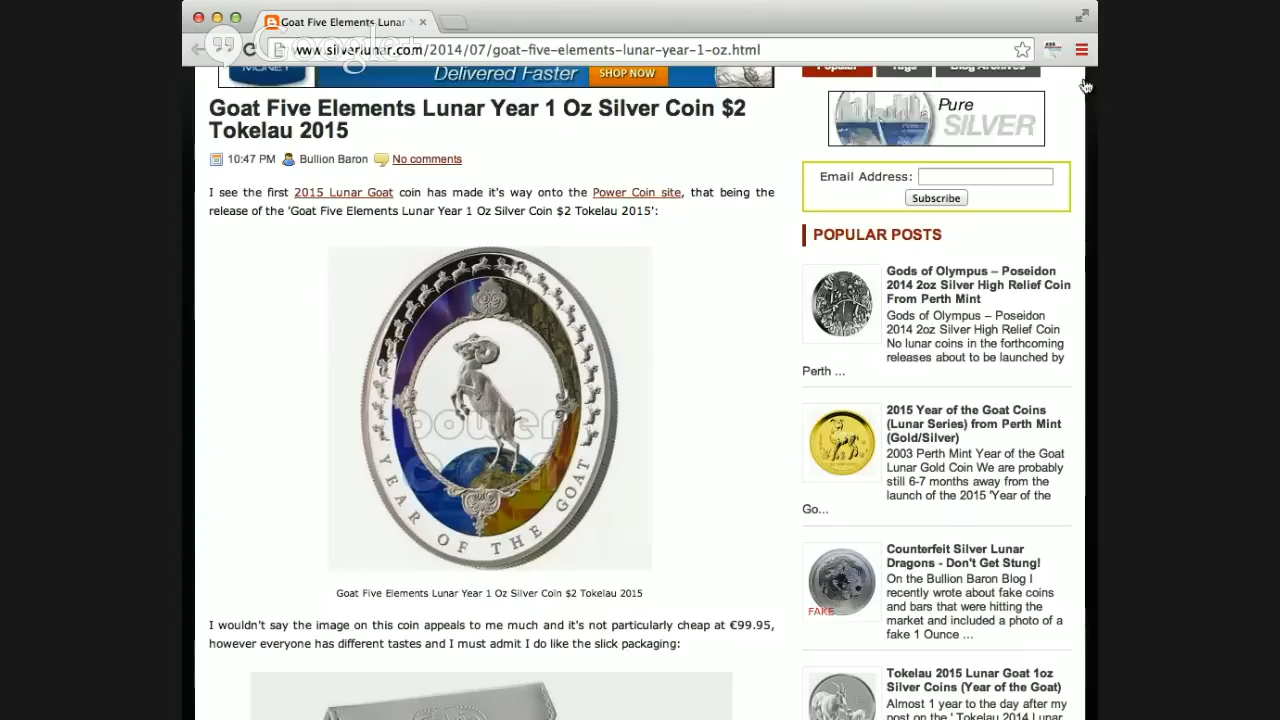 Goat Five Elements Lunar
Google+
www.silverlunar.com/2014/07/goat-five-elements-lunar-year-1-oz.html
MONEY
Delivered Faster
SHOP NOW
Popular
Tags
Blog Archives
Goat Five Elements Lunar Year 1 Oz Silver Coin $2
Tokelau 2015
10:47 PM Bullion Baron No comments
I see the first 2015 Lunar Goat coin has made it's way onto the Power Coin site, that being the
release of the 'Goat Five Elements Lunar Year 1 Oz Silver Coin $2 Tokelau 2015':
power
YEAR OF THE GOAT
Goat Five Elements Lunar Year 1 Oz Silver Coin $2 Tokelau 2015
I wouldn't say the image on this coin appeals to me much and it's not particularly cheap at €99.95,
however everyone has different tastes and I must admit I do like the slick packaging:
Pure
SILVER
Email Address:
Subscribe
POPULAR POSTS
Gods of Olympus – Poseidon
2014 2oz Silver High Relief Coin
From Perth Mint
Gods of Olympus – Poseidon
2014 2oz Silver High Relief Coin
No lunar coins in the forthcoming
releases about to be launched by
Perth ...
2015 Year of the Goat Coins
(Lunar Series) from Perth Mint
(Gold/Silver)
2003 Perth Mint Year of the Goat
Lunar Gold Coin We are probably
still 6-7 months away from the
launch of the 2015 'Year of the
Go...
Counterfeit Silver Lunar
Dragons - Don't Get Stung!
On the Bullion Baron Blog I
recently wrote about fake coins
and bars that were hitting the
market and included a photo of a
fake 1 Ounce ...
FAKE
Tokelau 2015 Lunar Goat 1oz
Silver Coins (Year of the Goat)
Almost 1 year to the day after my
post on the ' Tokelau 2014 Lunar